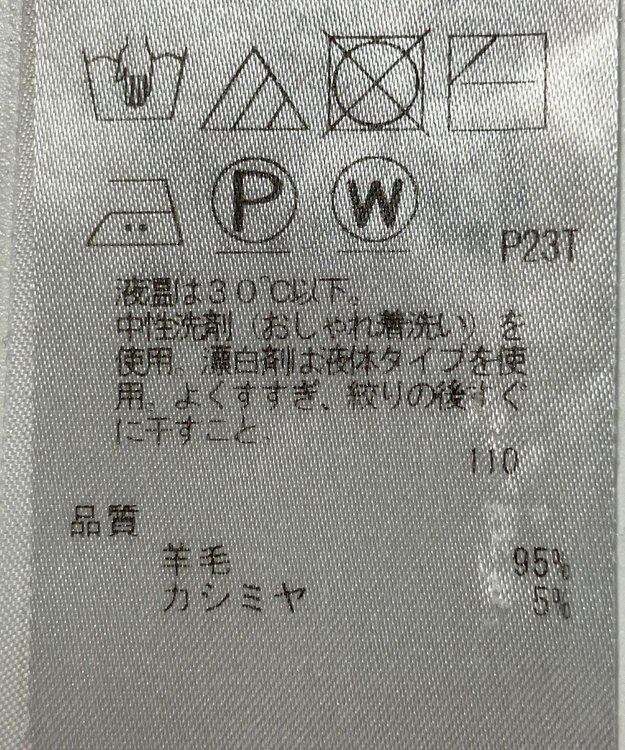 P W
P23T
液温は30℃以下。
中性洗剤（おしゃれ着洗い）を
使用。漂白剤は液体タイプを使
用。よくすすぎ、絞りの後すぐ
に干すこと。
110
品質
羊毛 95%
カシミヤ 5%